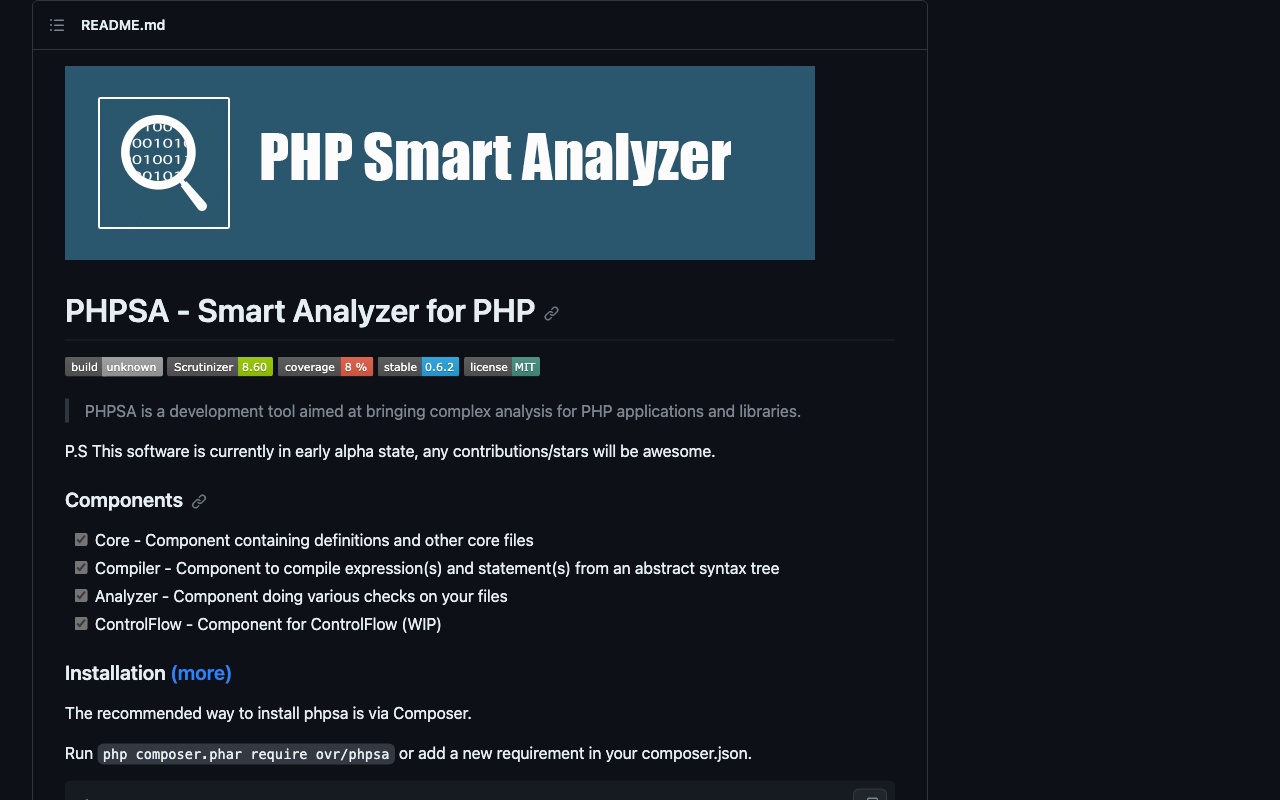 README.md
100
001010
010011
00101
PHP Smart Analyzer
PHPSA - Smart Analyzer for PHP
build unknown Scrutinizer 8.60 coverage 8 % stable 0.6.2 license MIT
PHPSA is a development tool aimed at bringing complex analysis for PHP applications and libraries.
P.S This software is currently in early alpha state, any contributions/stars will be awesome.
Components
Core - Component containing definitions and other core files
Compiler - Component to compile expression(s) and statement(s) from an abstract syntax tree
Analyzer - Component doing various checks on your files
ControlFlow - Component for ControlFlow (WIP)
Installation (more)
The recommended way to install phpsa is via Composer.
Run php composer.phar require ovr/phpsa or add a new requirement in your composer.json.